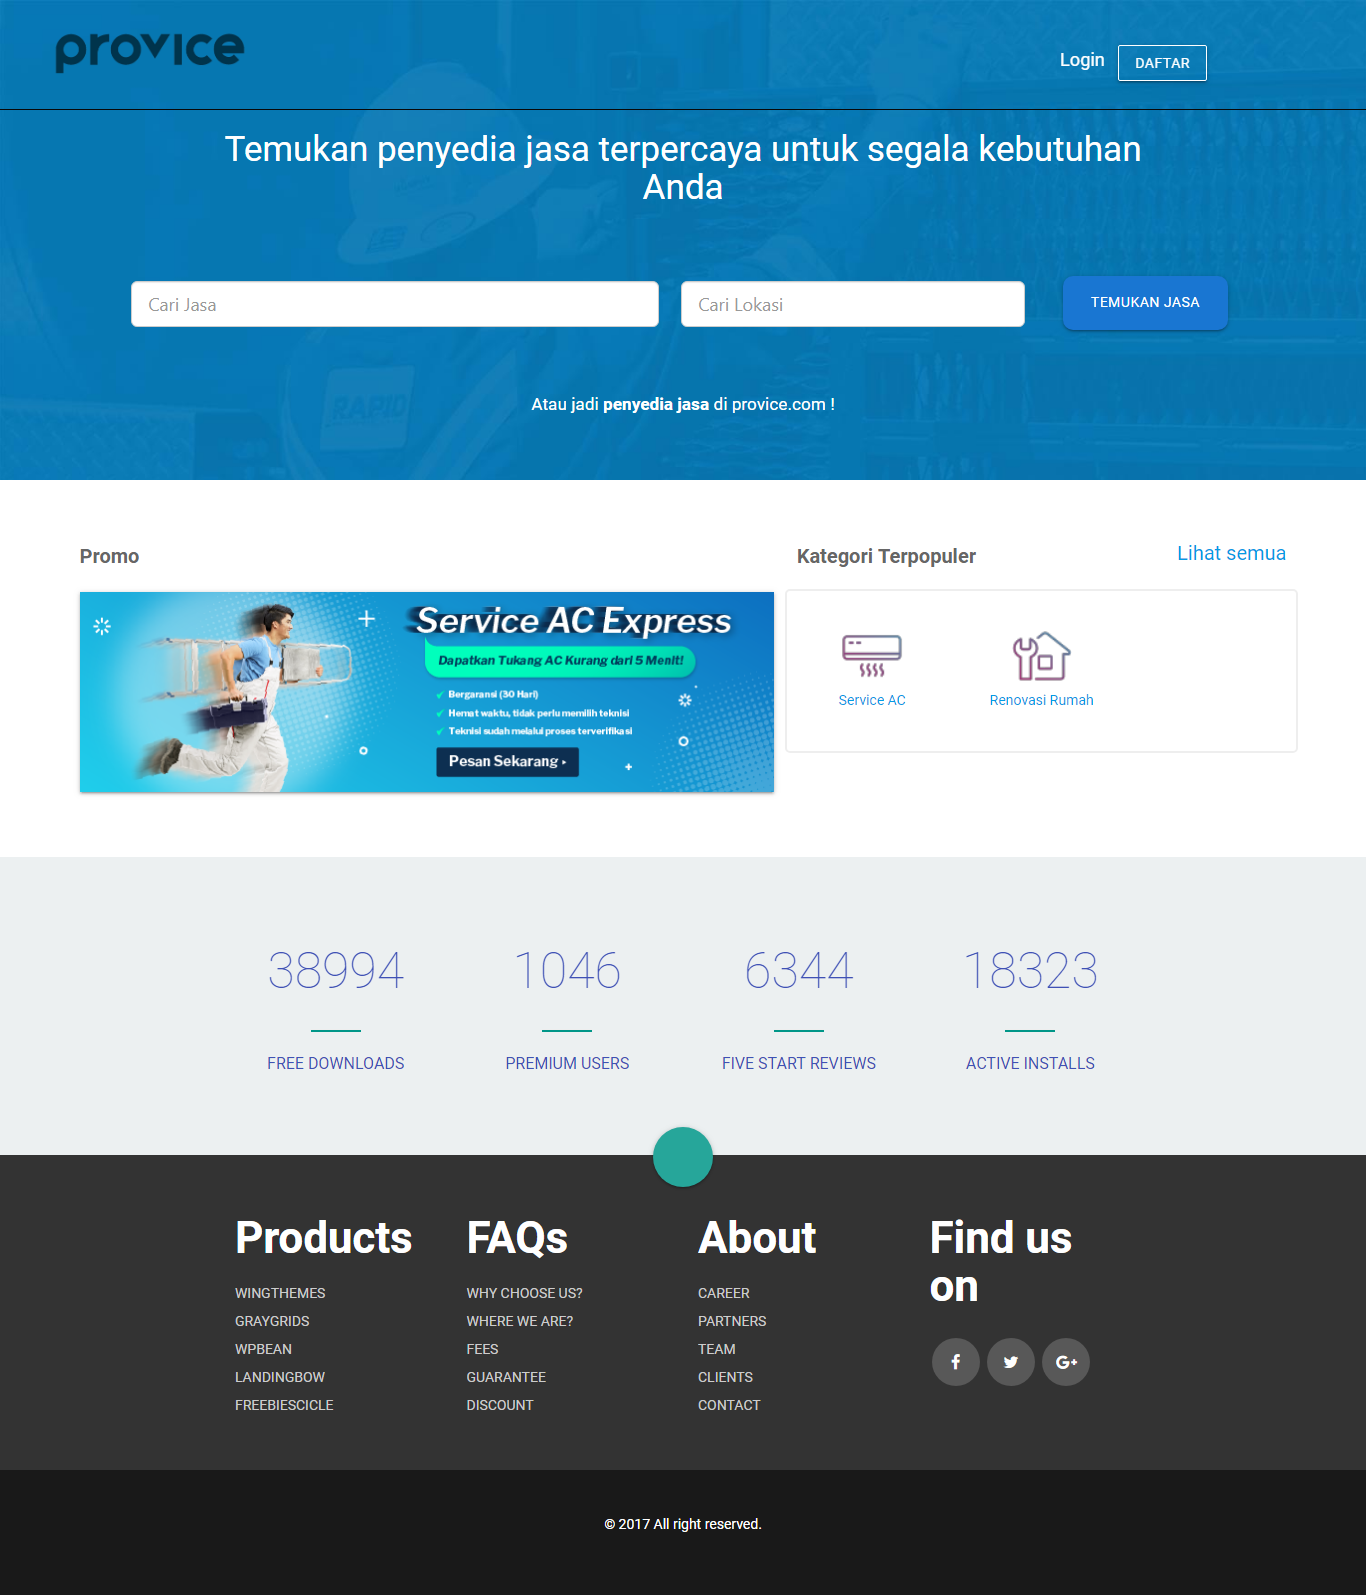 provice
Login
DAFTAR
Temukan penyedia jasa terpercaya untuk segala kebutuhan
Anda
Cari Jasa
Cari Lokasi
TEMUKAN JASA
RAPID
Atau jadi penyedia jasa di provice.com !
Promo
Kategori Terpopuler
Lihat semua
Service AC Express
Dapatkan Tukang AC Kurang dari 5 Menit!
Bergaransi (30 Hari)
Hemat waktu, tidak perlu memilih teknisi
Teknisi sudah melalui proses terverifikasi
Pesan Sekarang
Service AC
Renovasi Rumah
38994
1046
6344
18323
FREE DOWNLOADS
PREMIUM USERS
FIVE START REVIEWS
ACTIVE INSTALLS
Products
WINGTHEMES
GRAYGRIDS
WPBEAN
LANDINGBOW
FREEBIESCICLE
FAQs
WHY CHOOSE US?
WHERE WE ARE?
FEES
GUARANTEE
DISCOUNT
About
CAREER
PARTNERS
TEAM
CLIENTS
CONTACT
Find us
on
© 2017 All right reserved.